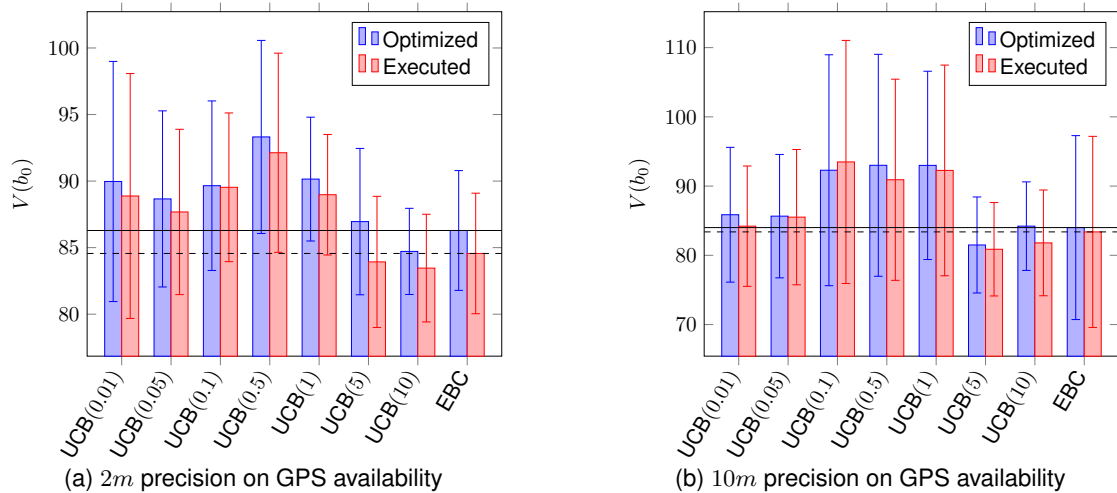 100
95
90
85
80
V(b₀)
Optimized
Executed
UCB(0.01)
UCB(0.05)
UCB(0.1)
UCB(0.5)
UCB(1)
UCB(5)
UCB(10)
EBC
(a) 2m precision on GPS availability
110
100
90
80
70
V(b₀)
Optimized
Executed
UCB(0.01)
UCB(0.05)
UCB(0.1)
UCB(0.5)
UCB(1)
UCB(5)
UCB(10)
EBC
(b) 10m precision on GPS availability